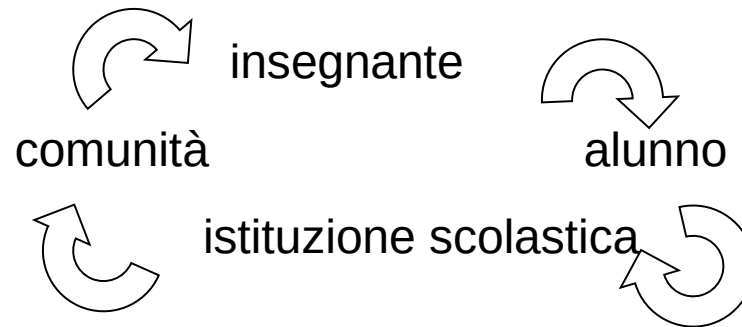 insegnante
comunità
alunno
istituzione scolastica